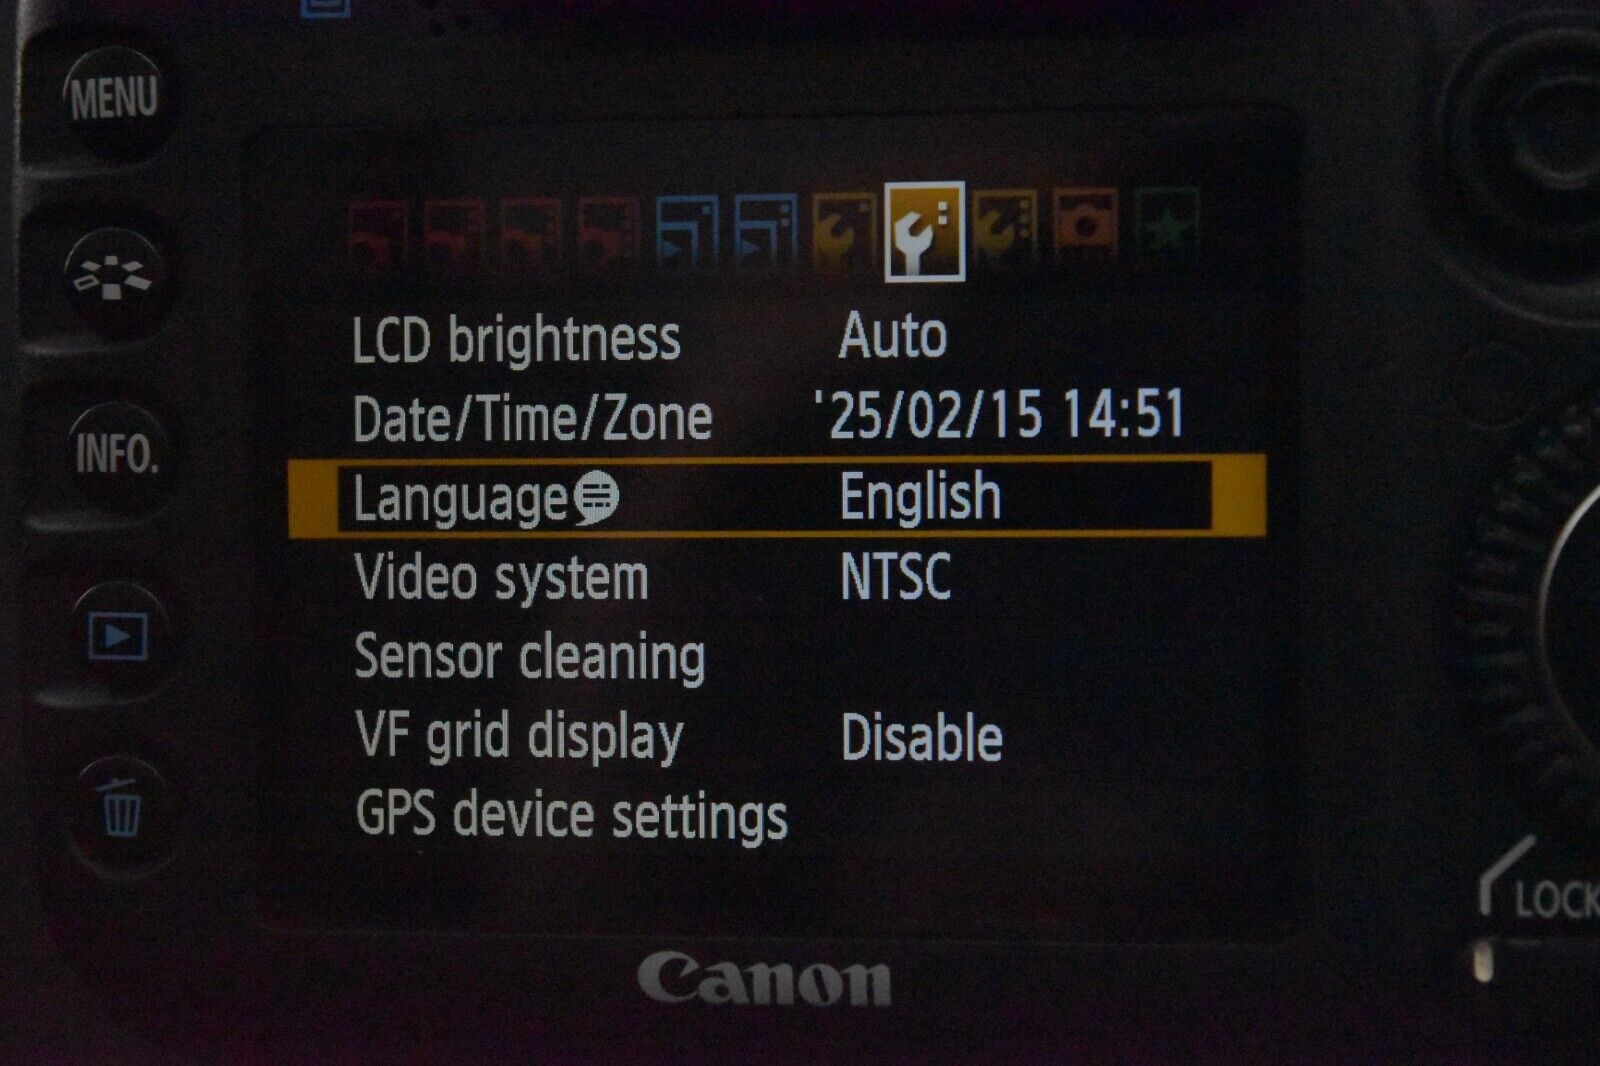 MENU
LCD brightness Auto
Date/Time/Zone '25/02/15 14:51
INFO.
Language English
Video system NTSC
Sensor cleaning
VF grid display Disable
GPS device settings
LOCK
Canon